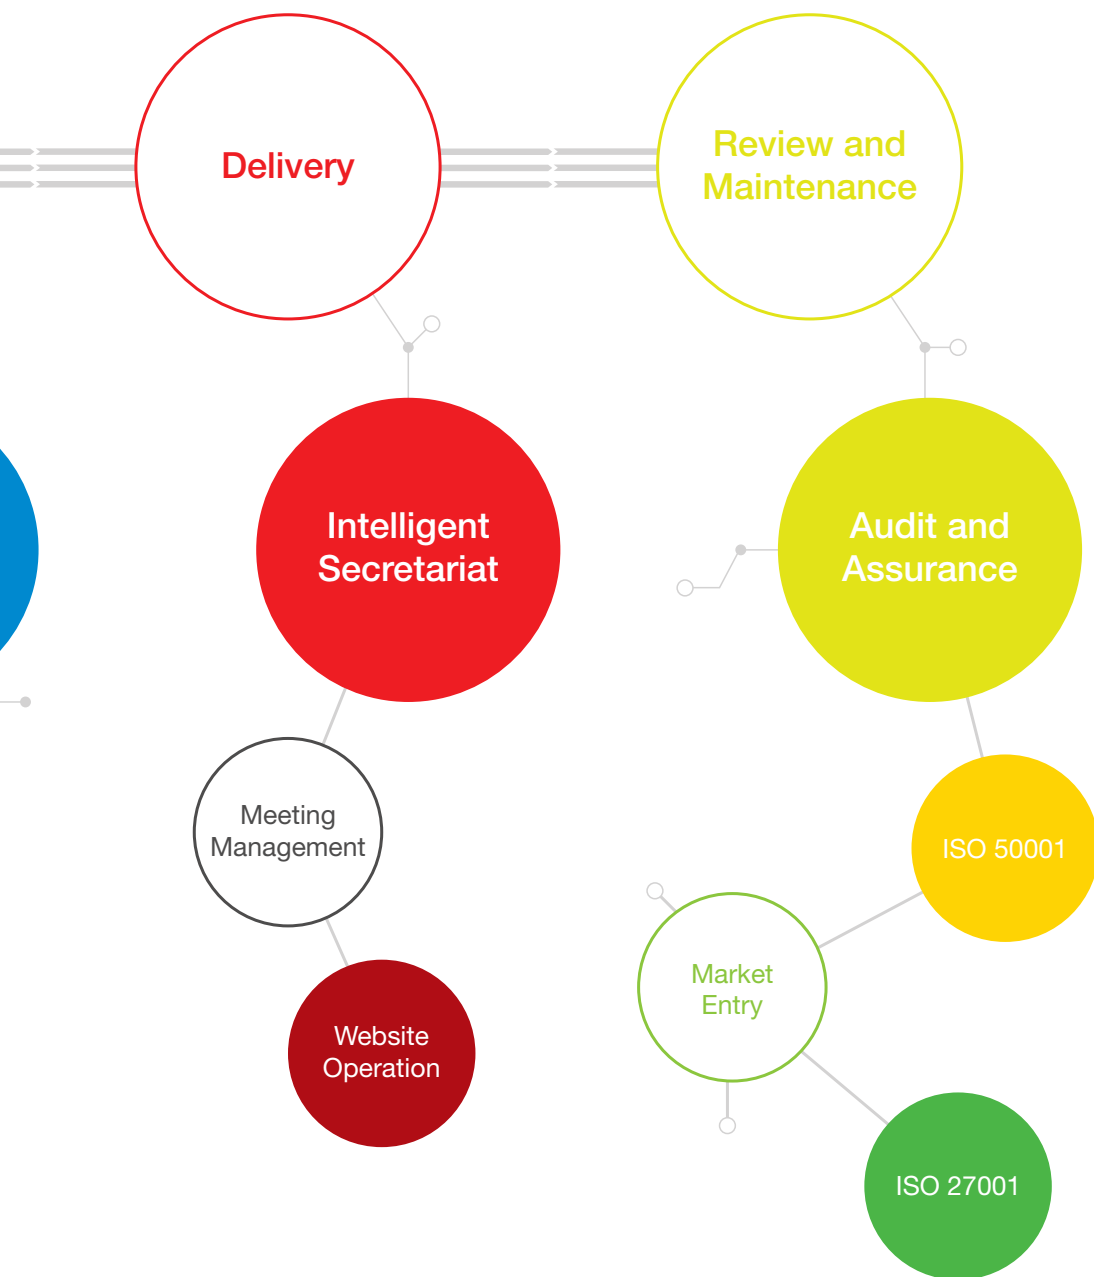 Delivery
Review and
Maintenance
Intelligent
Secretariat
Audit and
Assurance
Meeting
Management
ISO 50001
Market
Entry
Website
Operation
ISO 27001